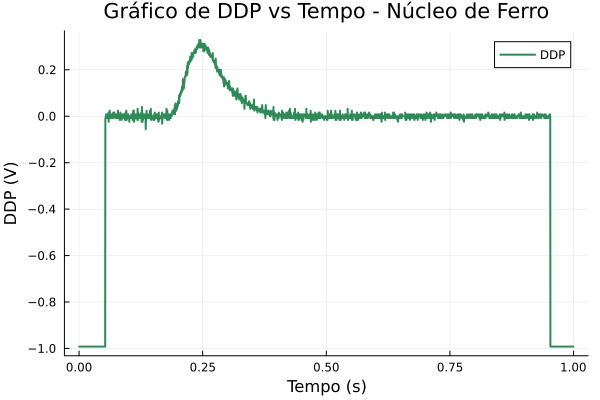 Gráfico de DDP vs Tempo - Núcleo de Ferro
DDP
DDP (V)
0.2
0.0
−0.2
−0.4
−0.6
−0.8
−1.0
0.00 0.25 0.50 0.75 1.00
Tempo (s)